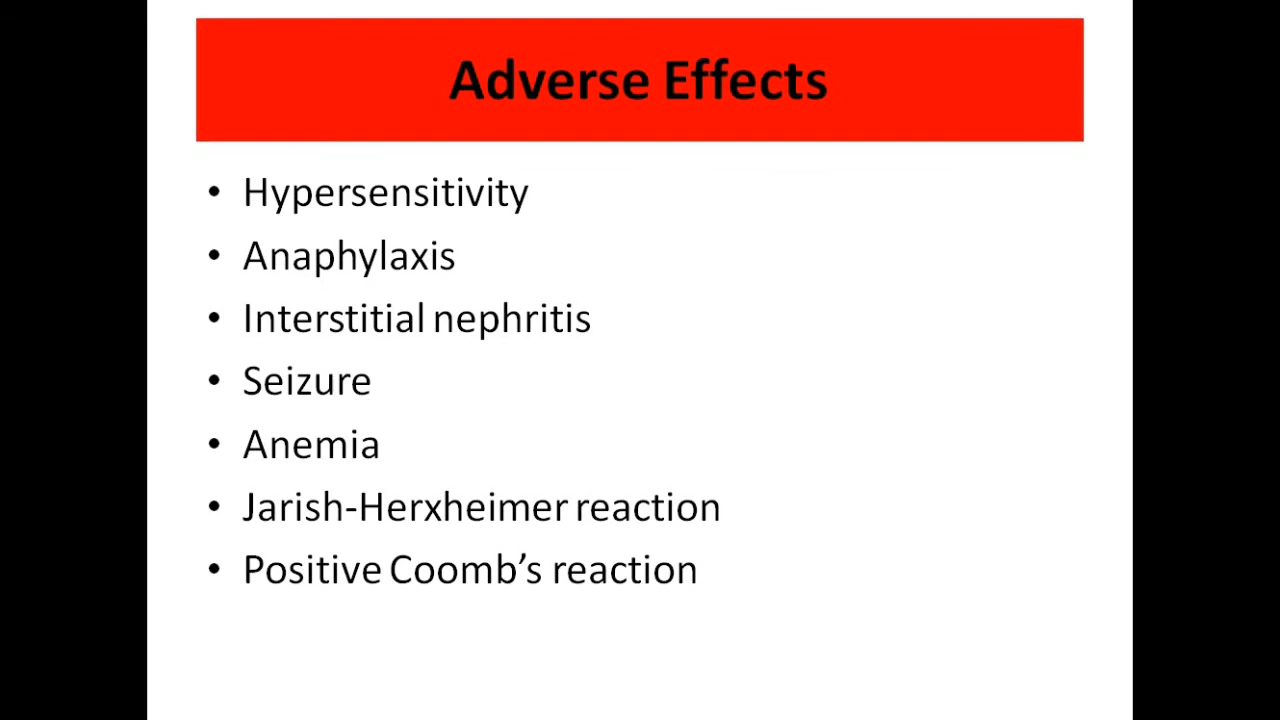 Adverse Effects
• Hypersensitivity
• Anaphylaxis
• Interstitial nephritis
• Seizure
• Anemia
• Jarish-Herxheimer reaction
• Positive Coomb’s reaction